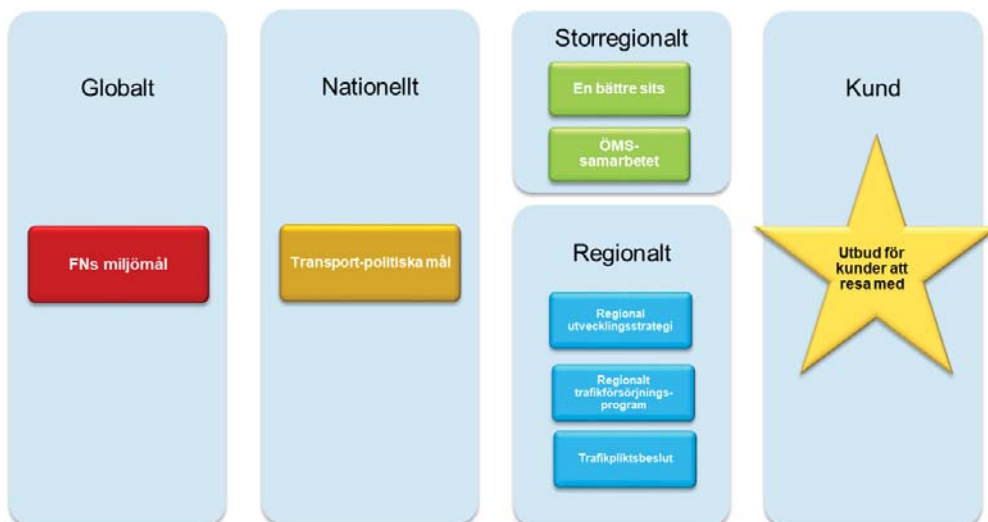 Globalt
FNs miljömål
Nationellt
Transport-politiska mål
Storregionalt
En bättre sits
ÖMS-
samarbetet
Regionalt
Regional
utvecklingsstrategi
Regionalt
trafikförsörjnings-
program
Trafikpliktsbeslut
Kund
Utbud för
kunder att
resa med